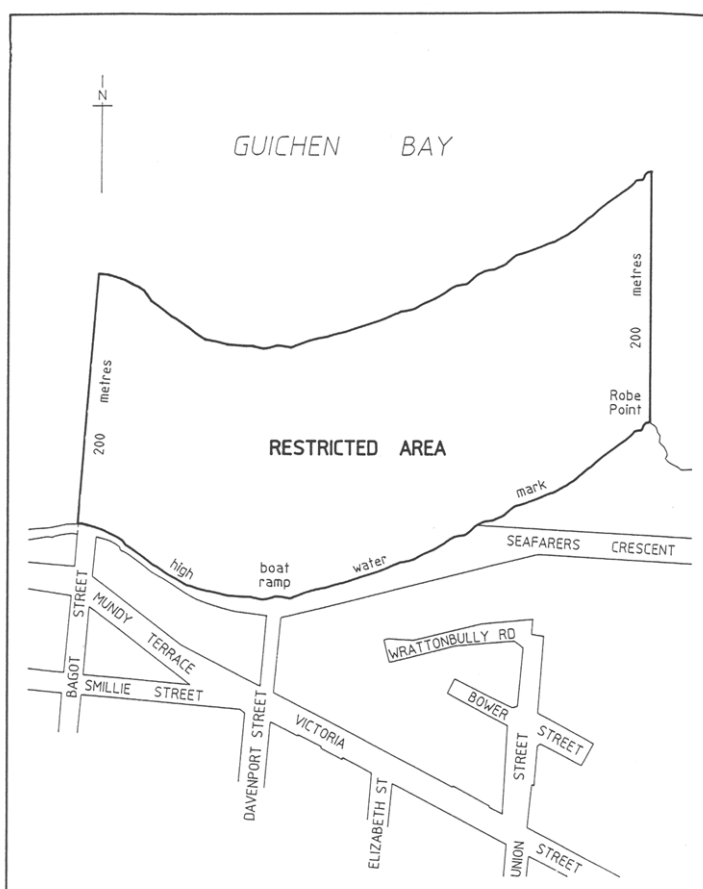 N
GUICHEN BAY
200 metres
200 metres
Robe
Point
RESTRICTED AREA
mark
water
boat
ramp
high
SEAFARERS CRESCENT
BAGOT STREET
MUNDY TERRACE
SMILLIE STREET
WRATTONBULLY RD
BOWER STREET
DAVENPORT STREET
VICTORIA STREET
ELIZABETH ST
UNION STREET